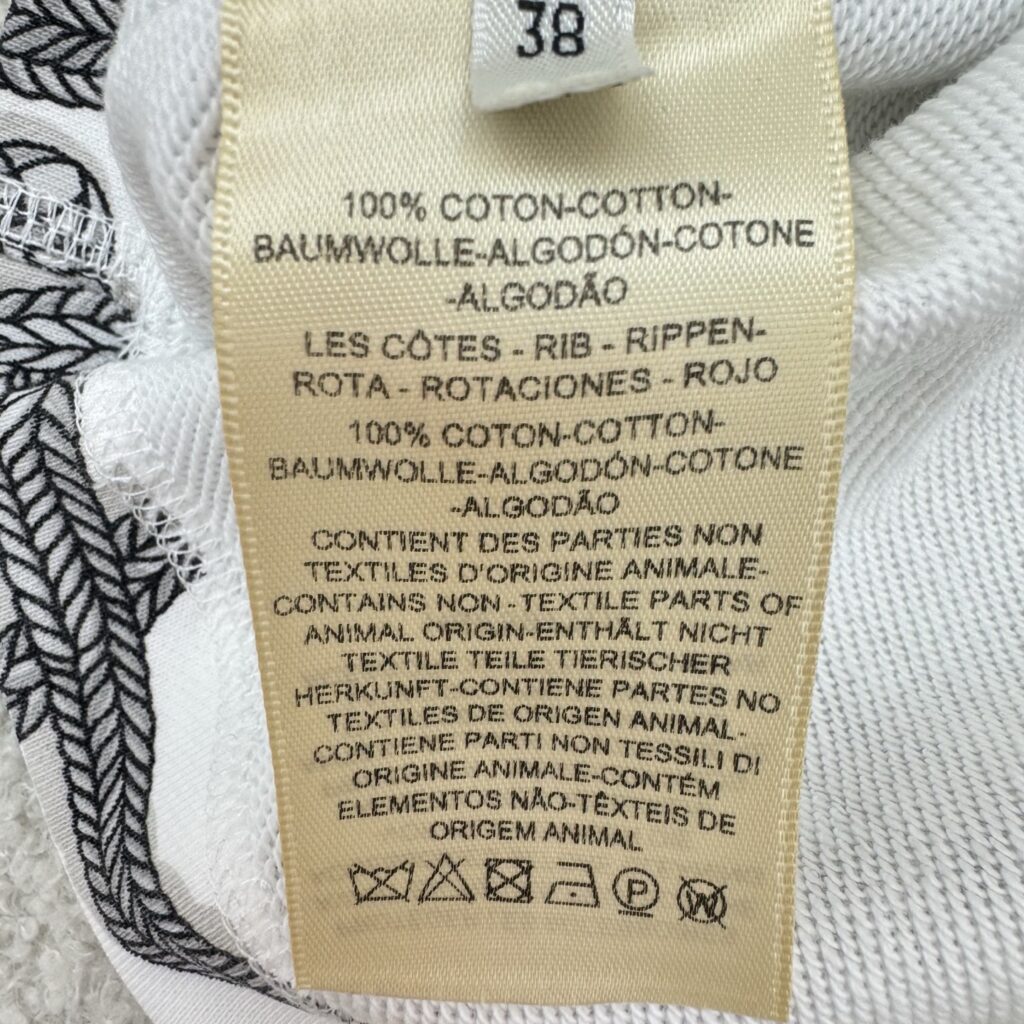 38
100% COTON-COTTON-
BAUMWOLLE-ALGODÓN-COTONE
-ALGODÃO
LES CÔTES - RIB - RIPPEN-
ROTA - ROTACIONES - ROJO
100% COTON-COTTON-
BAUMWOLLE-ALGODÓN-COTONE
-ALGODÃO
CONTIENT DES PARTIES NON
TEXTILES D'ORIGINE ANIMALE-
CONTAINS NON-TEXTILE PARTS OF
ANIMAL ORIGIN-ENTHÄLT NICHT
TEXTILE TEILE TIERISCHER
HERKUNFT-CONTIENE PARTES NO
TEXTILES DE ORIGEN ANIMAL-
CONTIENE PARTI NON TESSILI DI
ORIGINE ANIMALE-CONTÉM
ELEMENTOS NÃO-TÊXTEIS DE
ORIGEM ANIMAL
P W